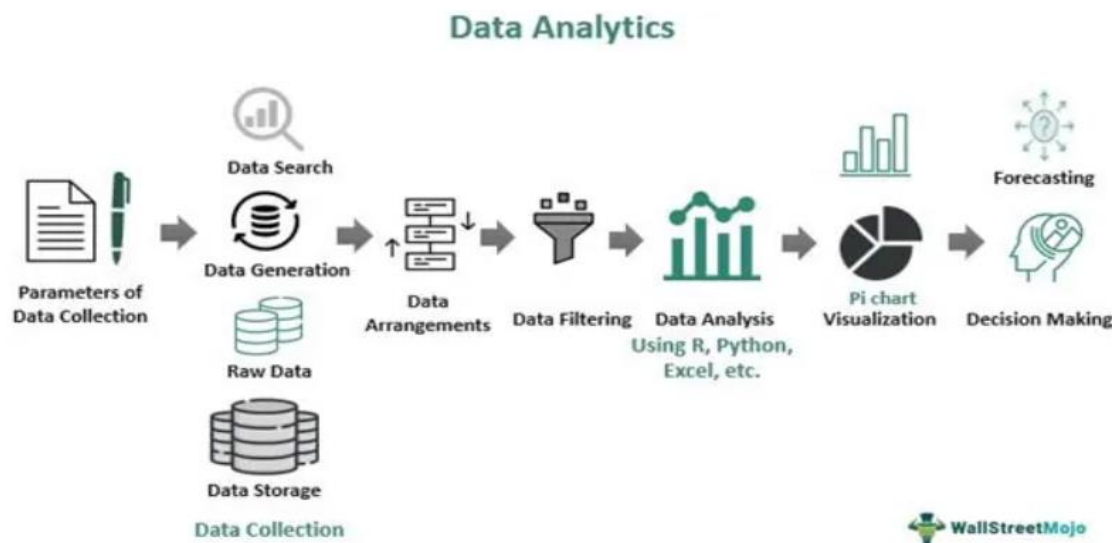 Data Analytics
Parameters of
Data Collection
Data Search
Data Generation
Raw Data
Data Storage
Data Collection
Data
Arrangements
Data Filtering
Data Analysis
Using R, Python,
Excel, etc.
Pi chart
Visualization
?
Forecasting
Decision Making
WallStreetMojo